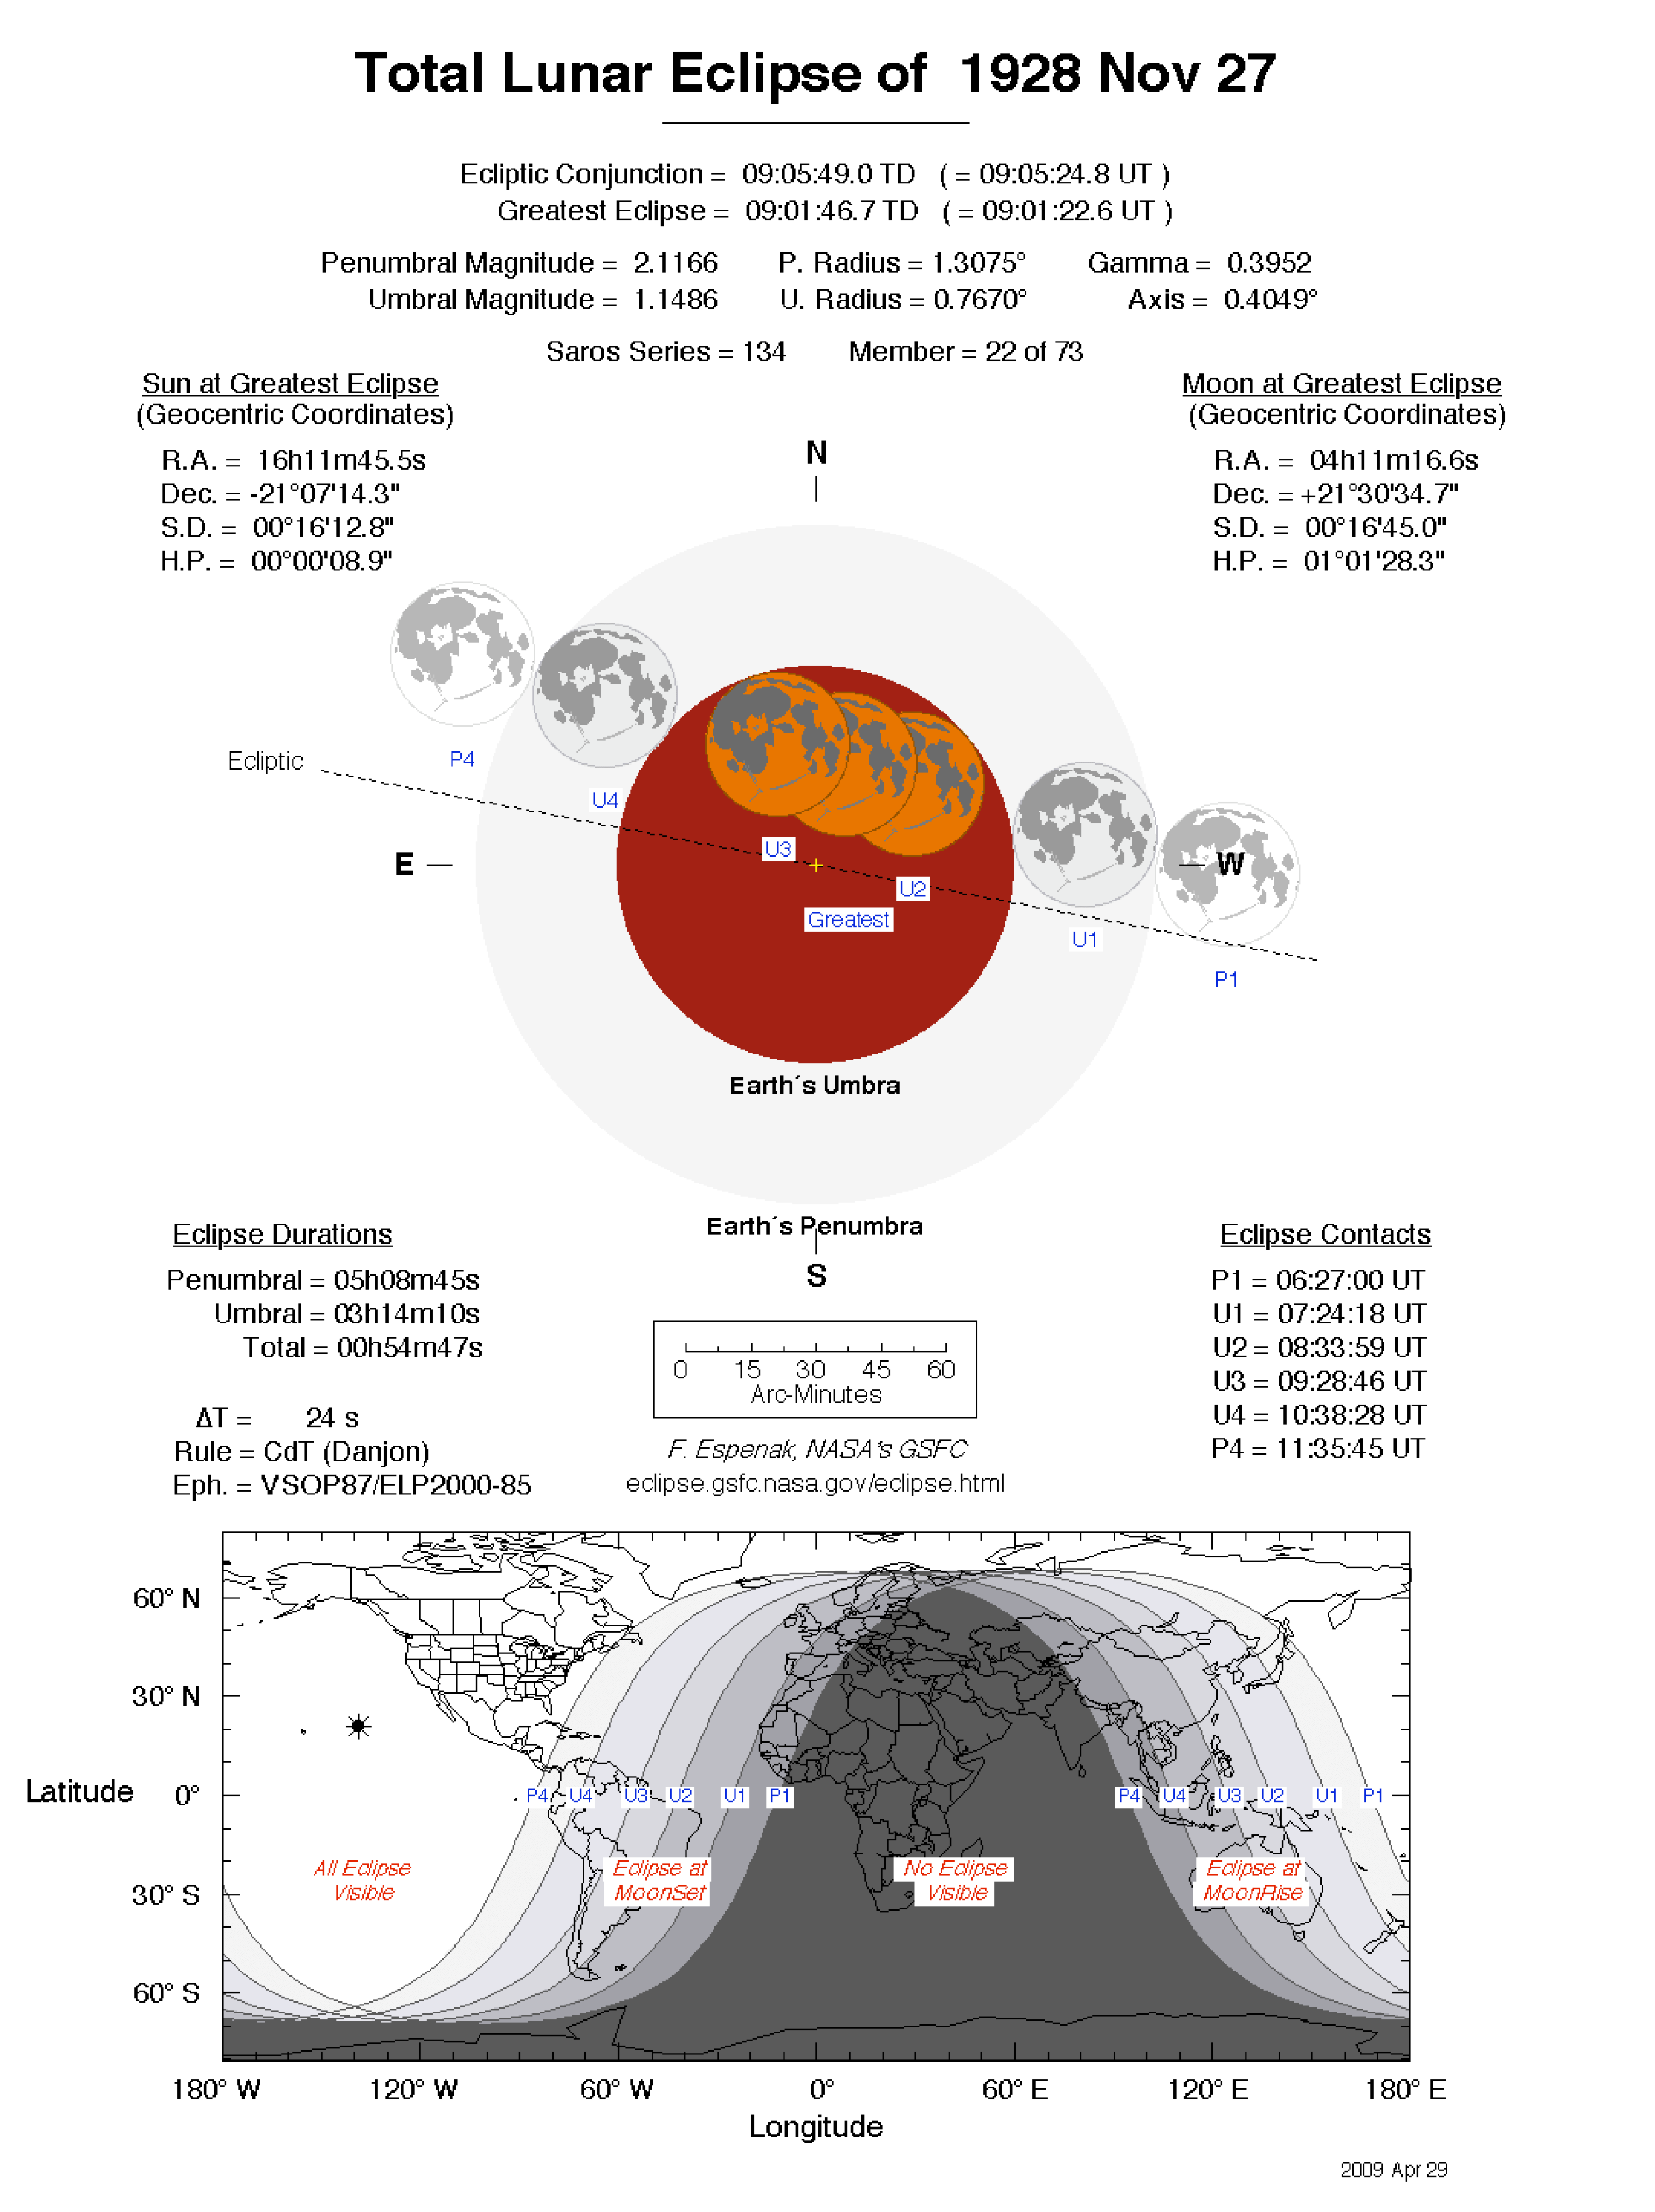 Total Lunar Eclipse of 1928 Nov 27
Ecliptic Conjunction = 09:05:49.0 TD ( = 09:05:24.8 UT )
Greatest Eclipse = 09:01:46.7 TD ( = 09:01:22.6 UT )
Penumbral Magnitude = 2.1166 P. Radius = 1.3075° Gamma = 0.3952
Umbral Magnitude = 1.1486 U. Radius = 0.7670° Axis = 0.4049°
Saros Series = 134 Member = 22 of 73
Sun at Greatest Eclipse
(Geocentric Coordinates)
R.A. = 16h11m45.5s
Dec. = -21°07'14.3"
S.D. = 00°16'12.8"
H.P. = 00°00'08.9"
Moon at Greatest Eclipse
(Geocentric Coordinates)
R.A. = 04h11m16.6s
Dec. = +21°30'34.7"
S.D. = 00°16'45.0"
H.P. = 01°01'28.3"
N
P4
Ecliptic
U4
U3
E
W
U2
Greatest
U1
P1
Earth´s Umbra
Earth´s Penumbra
S
Eclipse Durations
Penumbral = 05h08m45s
Umbral = 03h14m10s
Total = 00h54m47s
ΔT = 24 s
Rule = CdT (Danjon)
Eph. = VSOP87/ELP2000-85
0 15 30 45 60
Arc-Minutes
F. Espenak, NASA's GSFC
eclipse.gsfc.nasa.gov/eclipse.html
Eclipse Contacts
P1 = 06:27:00 UT
U1 = 07:24:18 UT
U2 = 08:33:59 UT
U3 = 09:28:46 UT
U4 = 10:38:28 UT
P4 = 11:35:45 UT
60° N
30° N
Latitude 0°
30° S
60° S
P4 U4 U3 U2 U1 P1 P4 U4 U3 U2 U1 P1
All Eclipse
Visible
Eclipse at
MoonSet
No Eclipse
Visible
Eclipse at
MoonRise
180° W 120° W 60° W 0° 60° E 120° E 180° E
Longitude
2009 Apr 29